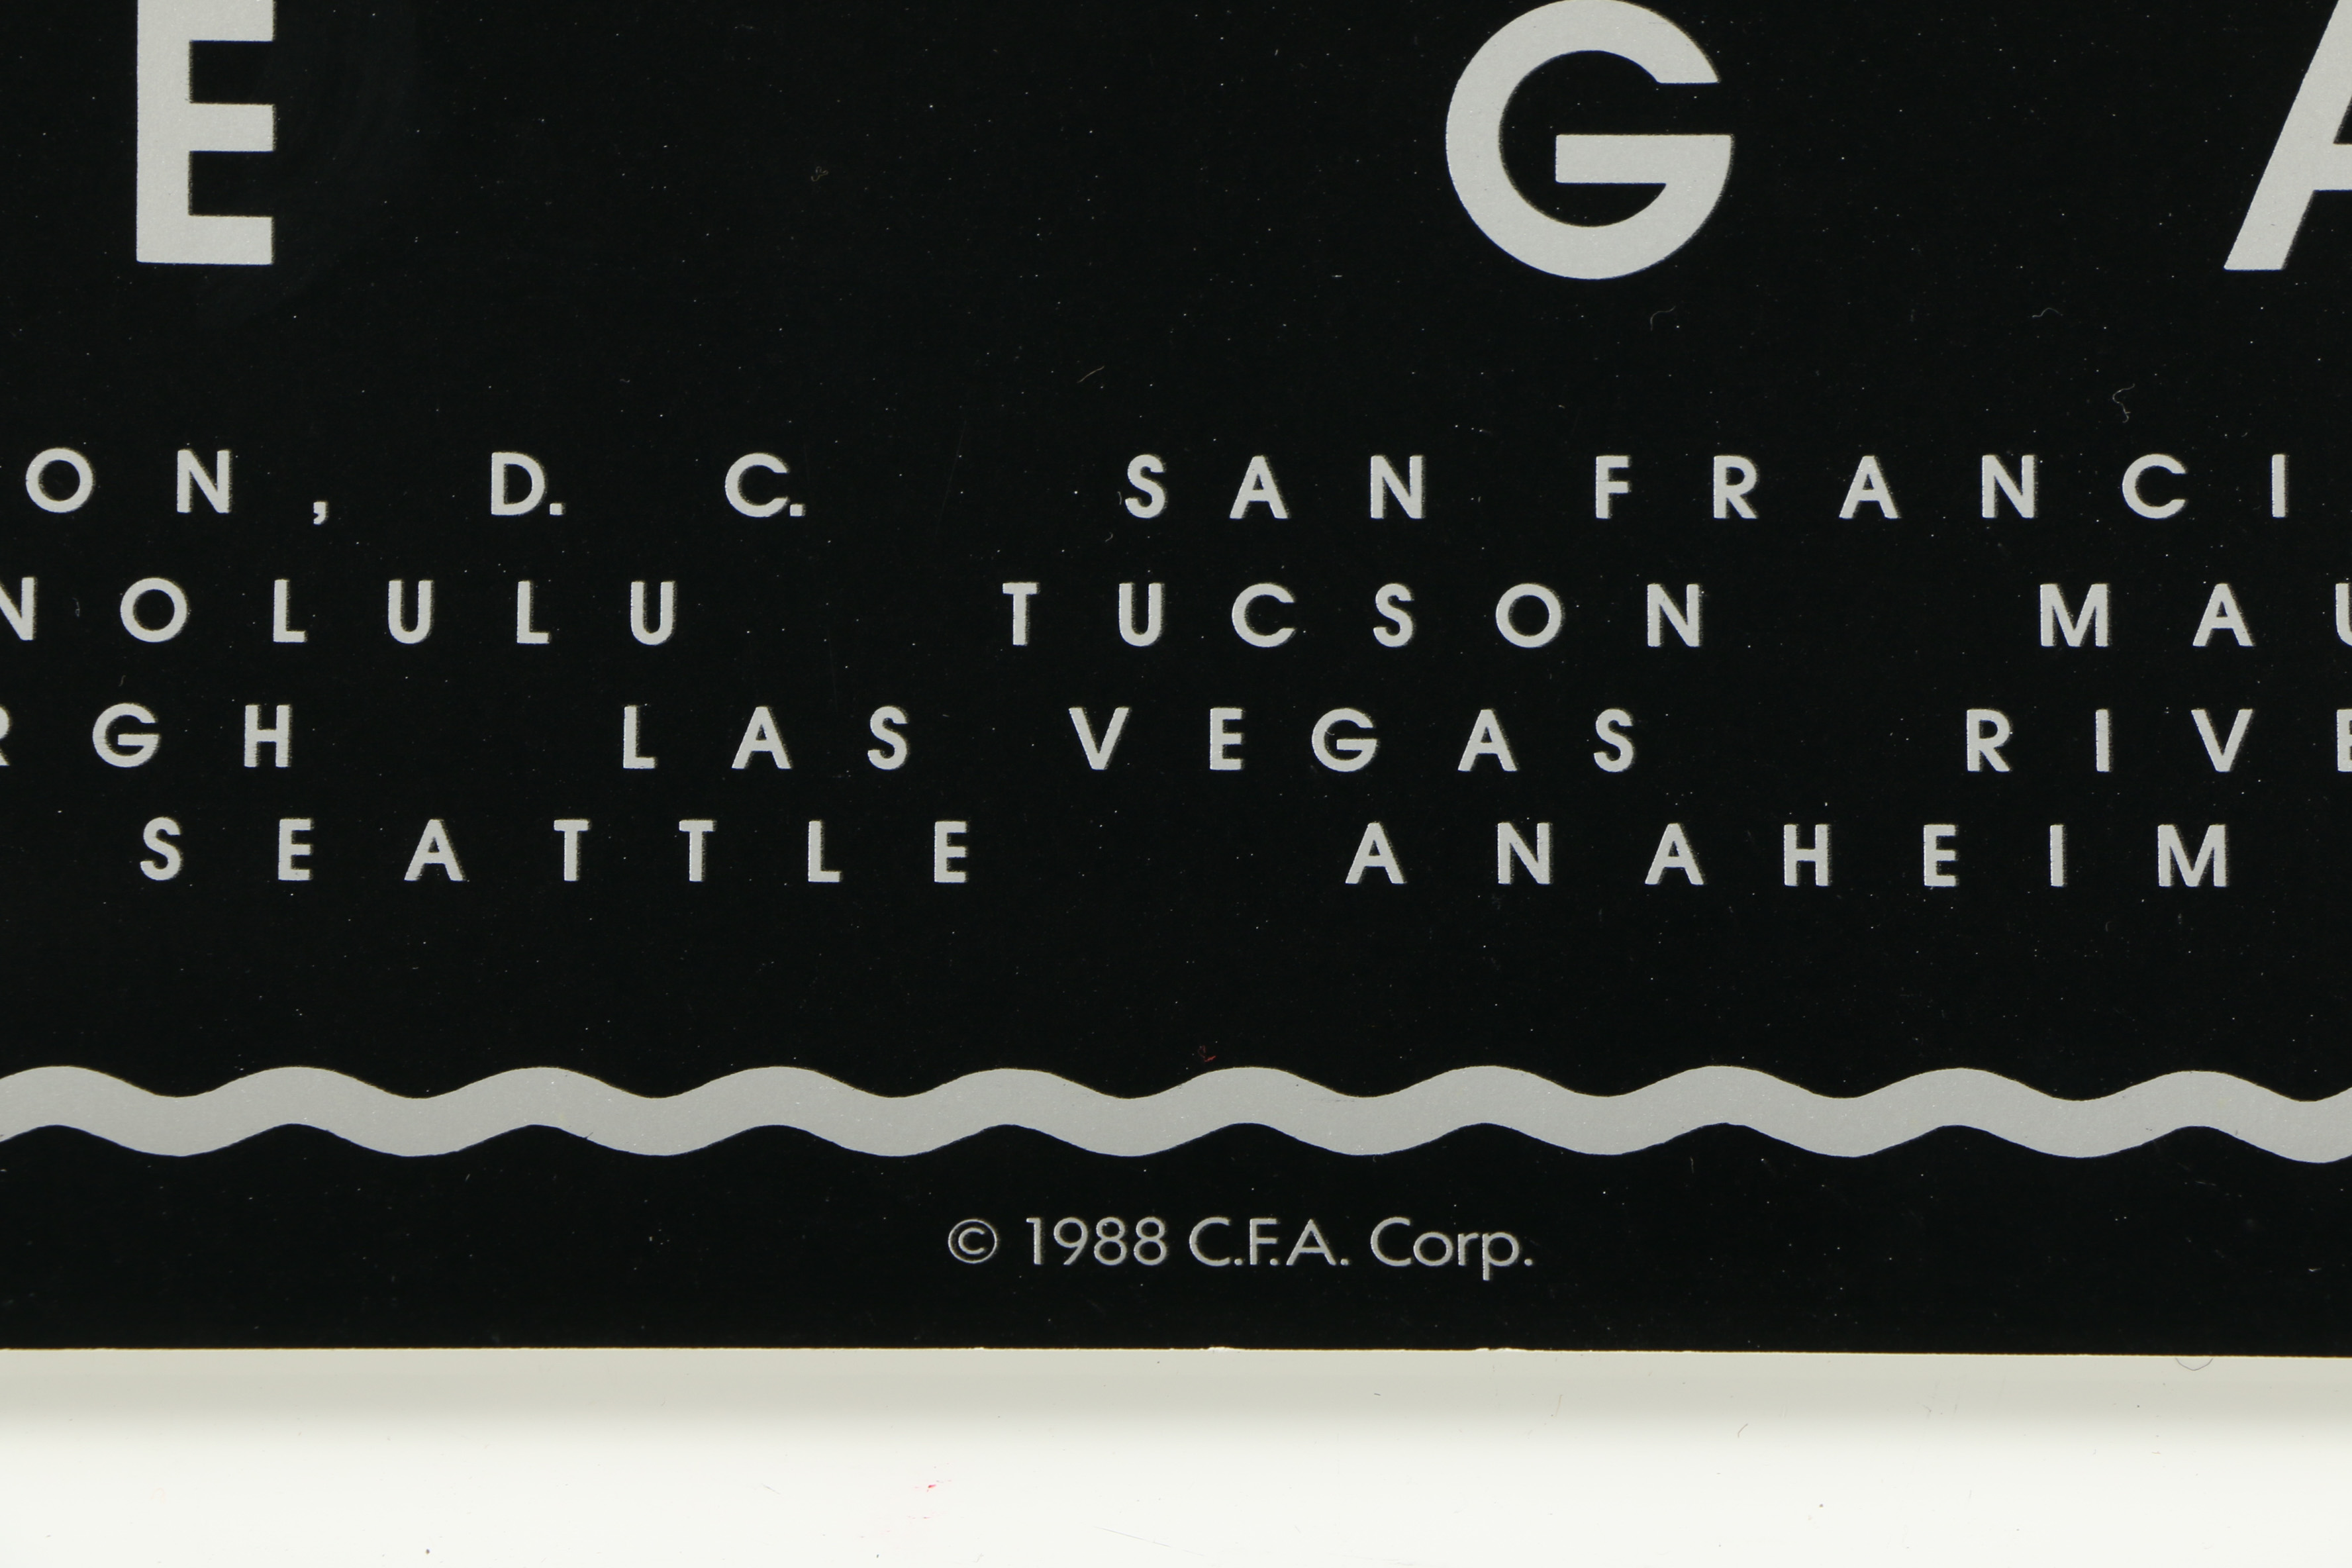 E G A
ON, D. C. SAN FRANCI
NOLULU TUCSON MAU
RGH LAS VEGAS RIVE
SEATTLE ANAHEIM
© 1988 C.F.A. Corp.